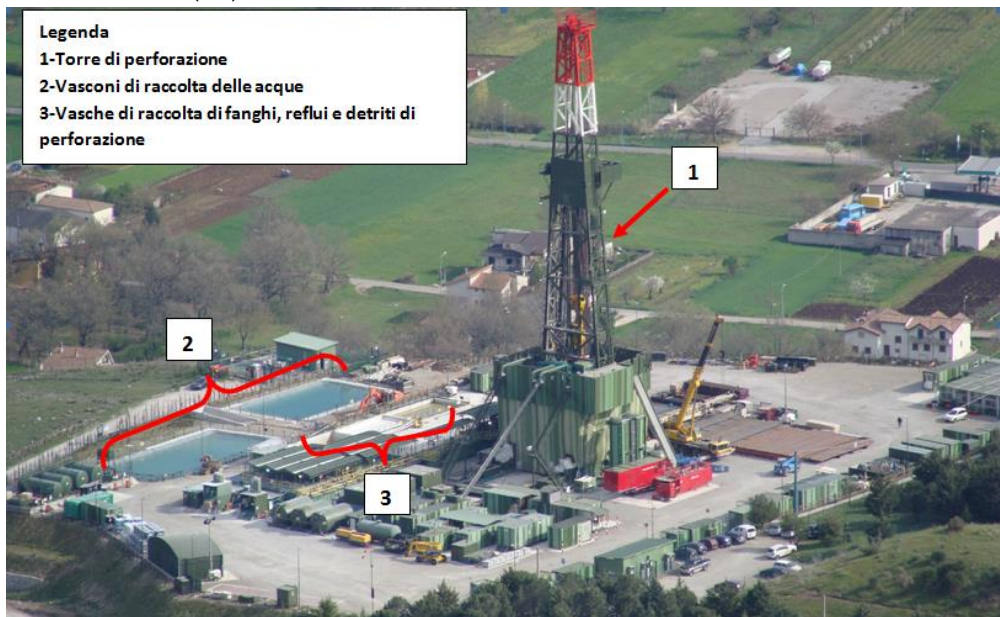 Legenda
1-Torre di perforazione
2-Vasconi di raccolta delle acque
3-Vasche di raccolta di fanghi, reflui e detriti di
perforazione
1
2
3